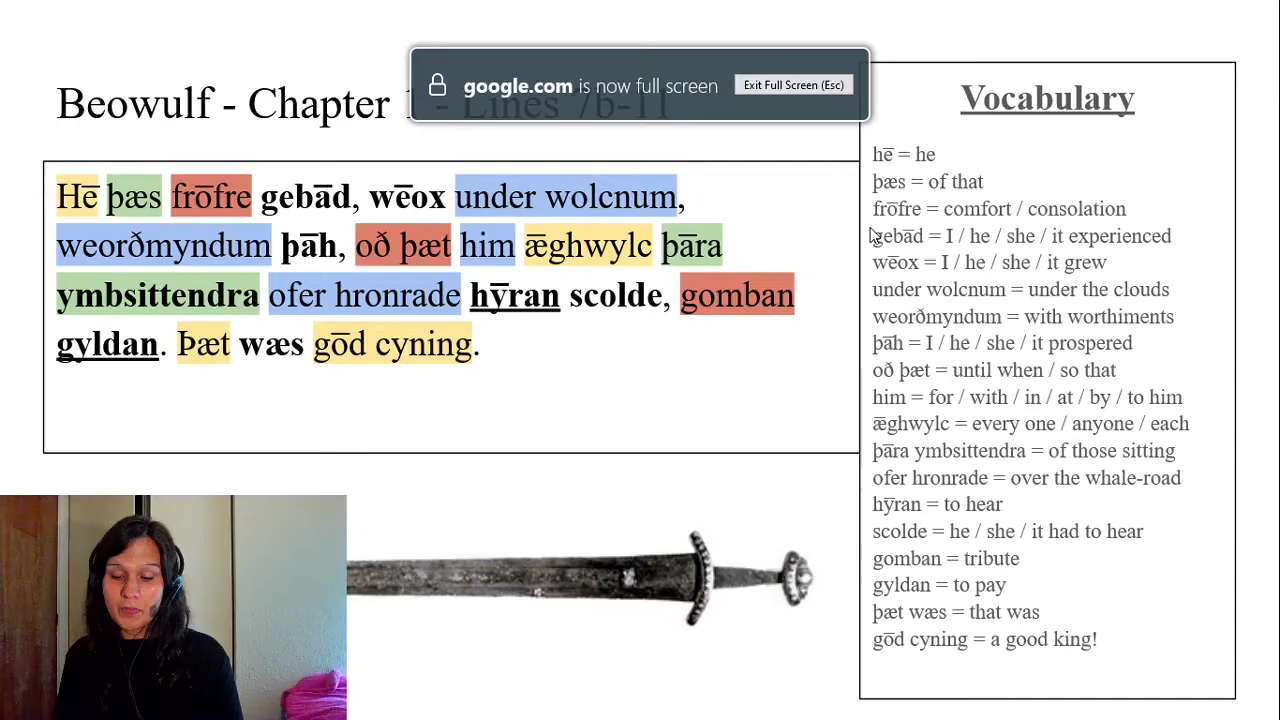 google.com is now full screen Exit Full Screen (Esc)
Beowulf - Chapter 1 - Lines 7b-11
Hē þæs frōfre gebād, wēox under wolcnum,
weorðmyndum þāh, oð þæt him ǣghwylc þāra
ymbsittendra ofer hronrade hȳran scolde, gomban
gyldan. Þæt wæs gōd cyning.
Vocabulary
hē = he
þæs = of that
frōfre = comfort / consolation
gebād = I / he / she / it experienced
wēox = I / he / she / it grew
under wolcnum = under the clouds
weorðmyndum = with worthiments
þāh = I / he / she / it prospered
oð þæt = until when / so that
him = for / with / in / at / by / to him
ǣghwylc = every one / anyone / each
þāra ymbsittendra = of those sitting
ofer hronrade = over the whale-road
hȳran = to hear
scolde = he / she / it had to hear
gomban = tribute
gyldan = to pay
þæt wæs = that was
gōd cyning = a good king!